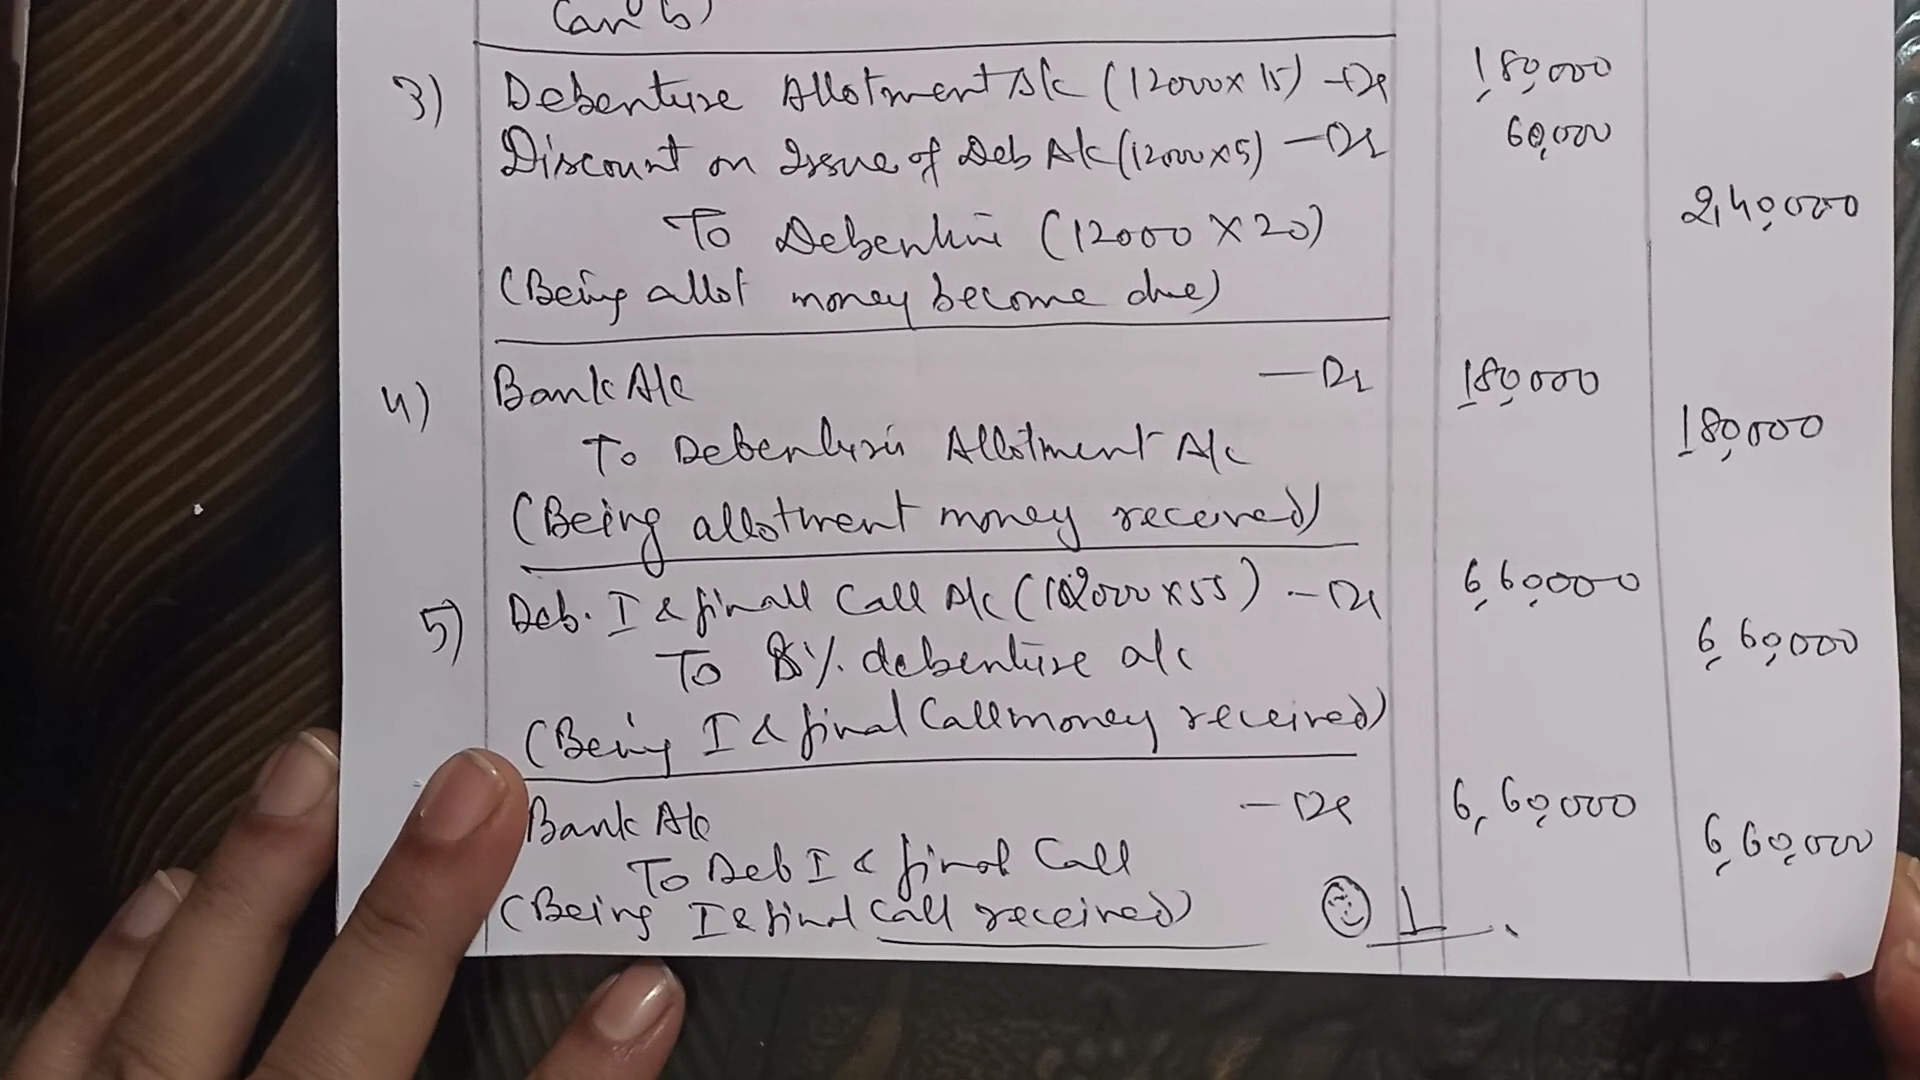 3) Debenture Allotment A/c (12000 x 15) - Dr 1,80,000
Discount on Issue of Deb A/c (12000 x 5) - Dr 60,000
To Debenture (12000 x 20) 2,40,000
(Being allot money become due)
4) Bank A/c - Dr 1,80,000
To Debenture Allotment A/c 1,80,000
(Being allotment money received)
5) Deb. I & finall Call A/c (12000 x 55) - Dr 6,60,000
To 8% debenture a/c 6,60,000
(Being I & final Call money received)
Bank A/c - Dr 6,60,000
To Deb I & final Call 6,60,000
(Being I & final call received)
1